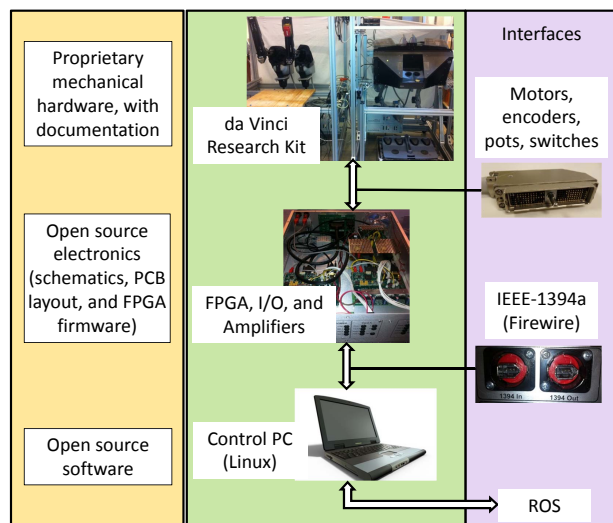 Proprietary
mechanical
hardware, with
documentation
da Vinci
Research Kit
Interfaces
Motors,
encoders,
pots, switches
Open source
electronics
(schematics, PCB
layout, and FPGA
firmware)
FPGA, I/O, and
Amplifiers
IEEE-1394a
(Firewire)
1394 In
1394 Out
Open source
software
Control PC
(Linux)
ROS